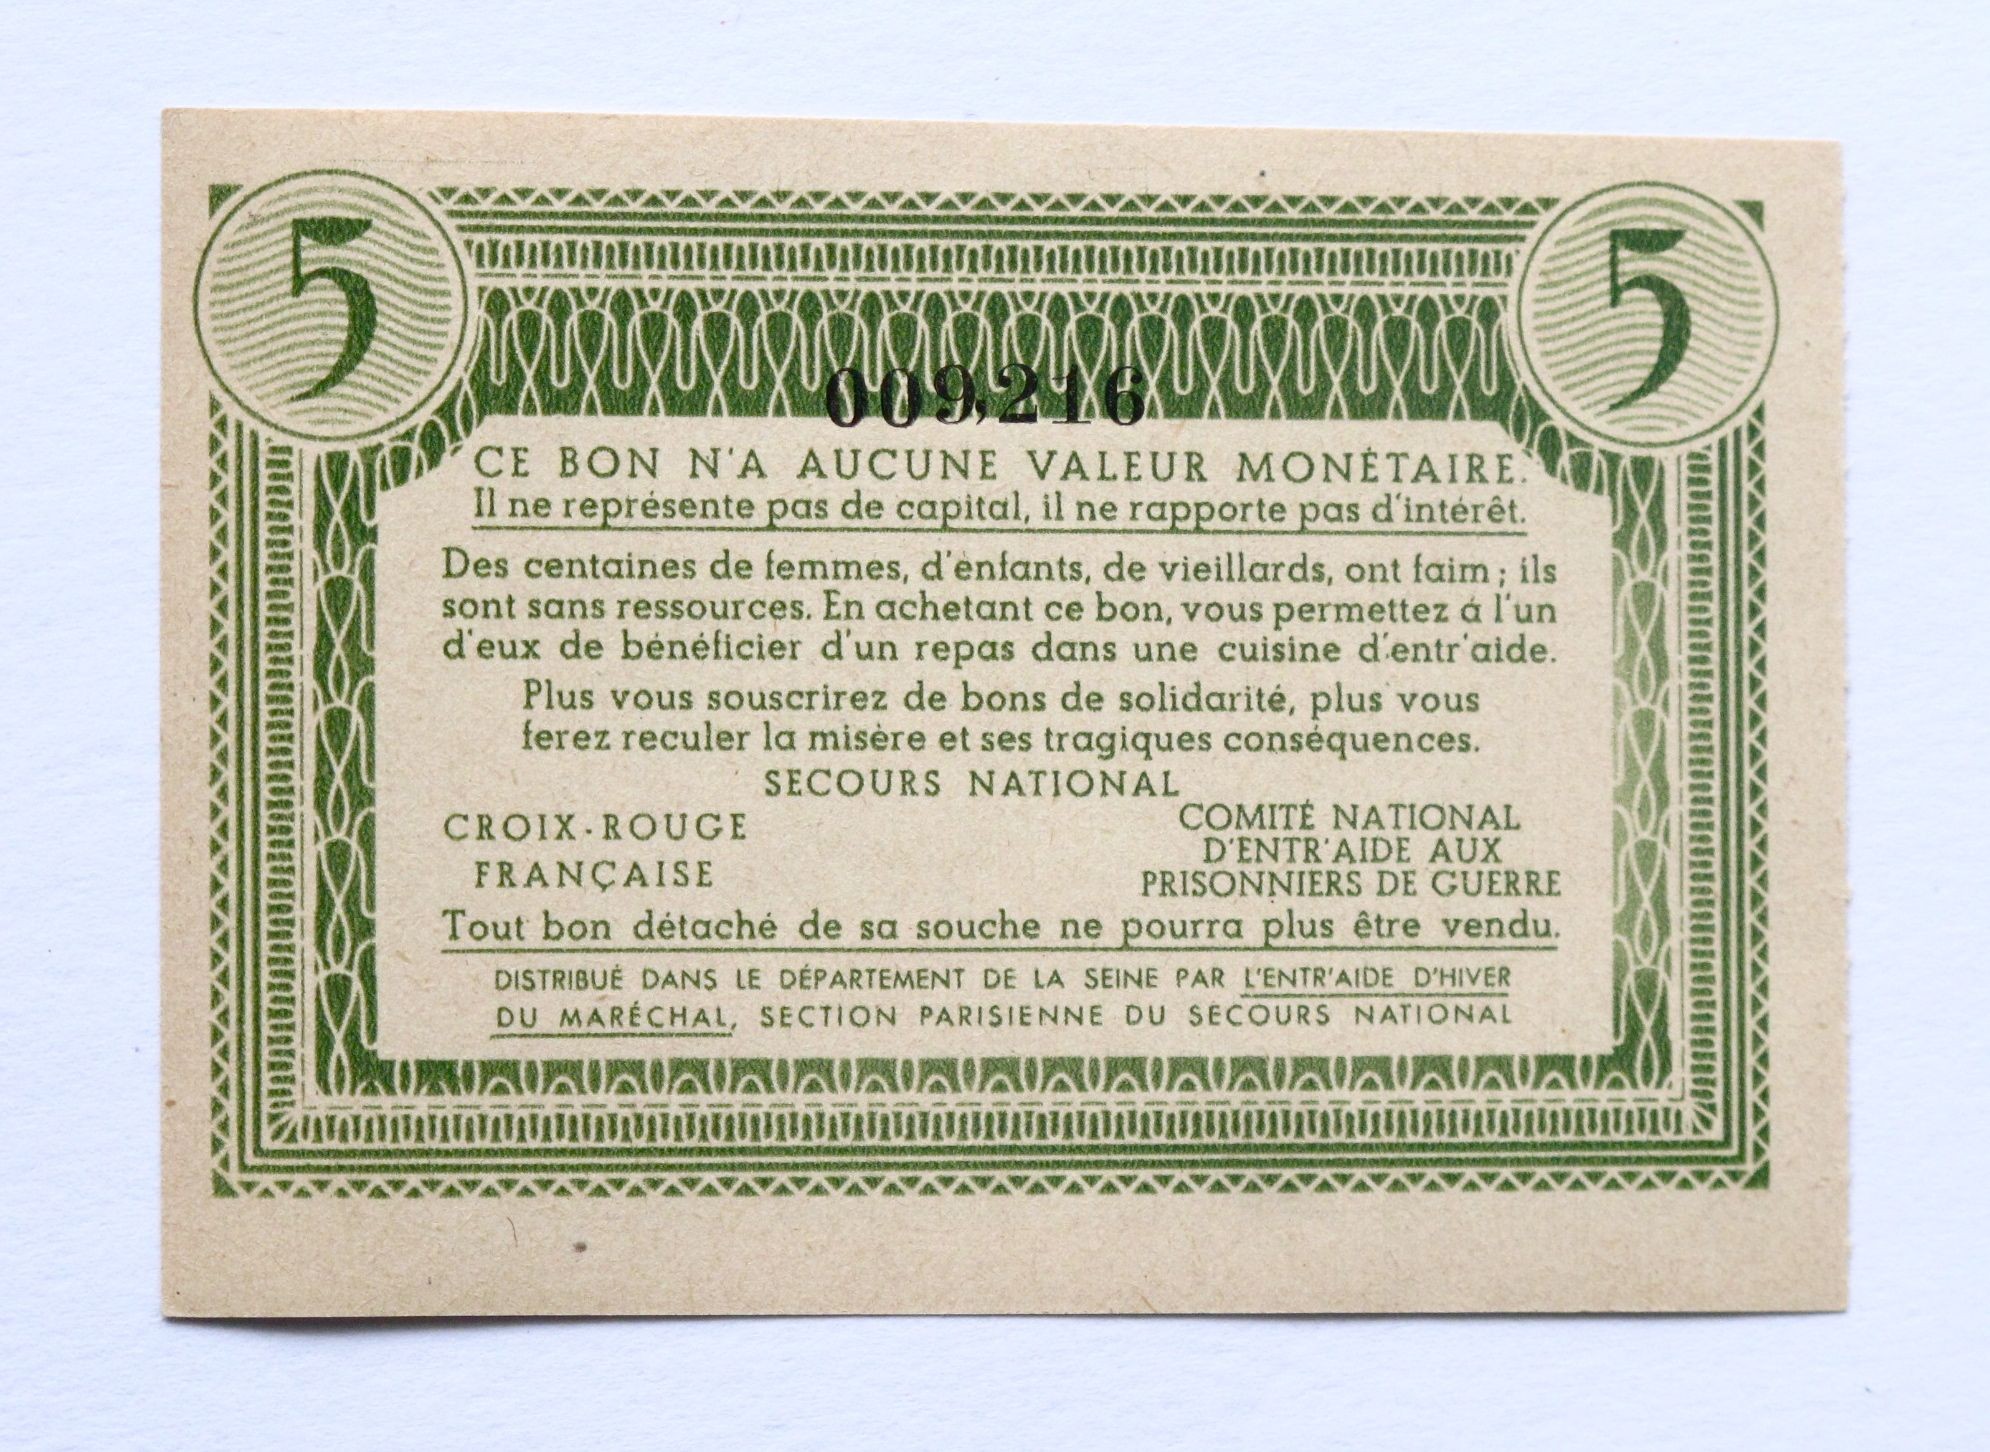 5 5
009,216
CE BON N'A AUCUNE VALEUR MONÉTAIRE.
Il ne représente pas de capital, il ne rapporte pas d'intérêt.
Des centaines de femmes, d'enfants, de vieillards, ont faim ; ils
sont sans ressources. En achetant ce bon, vous permettez á l'un
d'eux de bénéficier d'un repas dans une cuisine d'entr'aide.
Plus vous souscrirez de bons de solidarité, plus vous
ferez reculer la misère et ses tragiques conséquences.
SECOURS NATIONAL
CROIX-ROUGE
FRANÇAISE
COMITÉ NATIONAL
D'ENTR'AIDE AUX
PRISONNIERS DE GUERRE
Tout bon détaché de sa souche ne pourra plus être vendu.
DISTRIBUÉ DANS LE DÉPARTEMENT DE LA SEINE PAR L'ENTR'AIDE D'HIVER
DU MARÉCHAL, SECTION PARISIENNE DU SECOURS NATIONAL